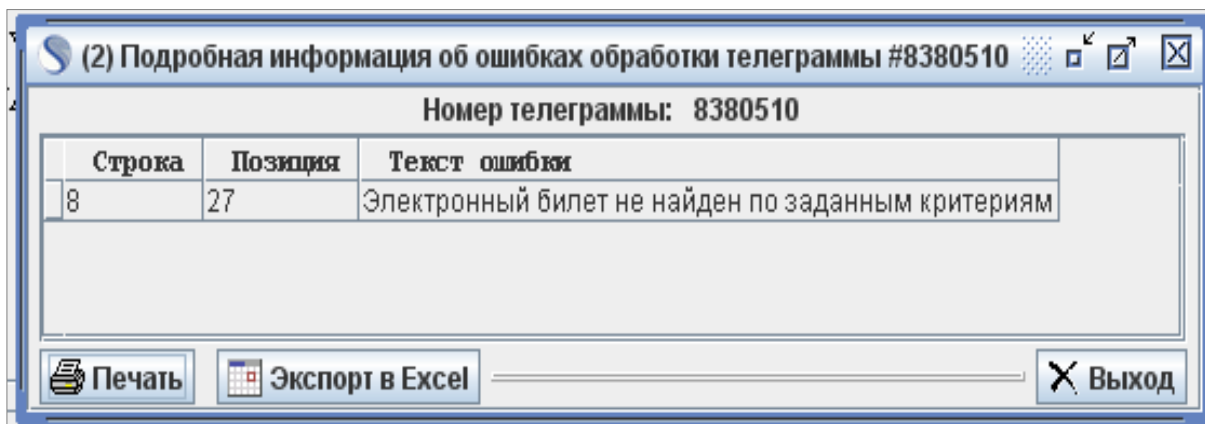 (2) Подробная информация об ошибках обработки телеграммы #8380510
Номер телеграммы: 8380510
Строка Позиция Текст ошибки
8 27 Электронный билет не найден по заданным критериям
Печать Экспорт в Excel Выход